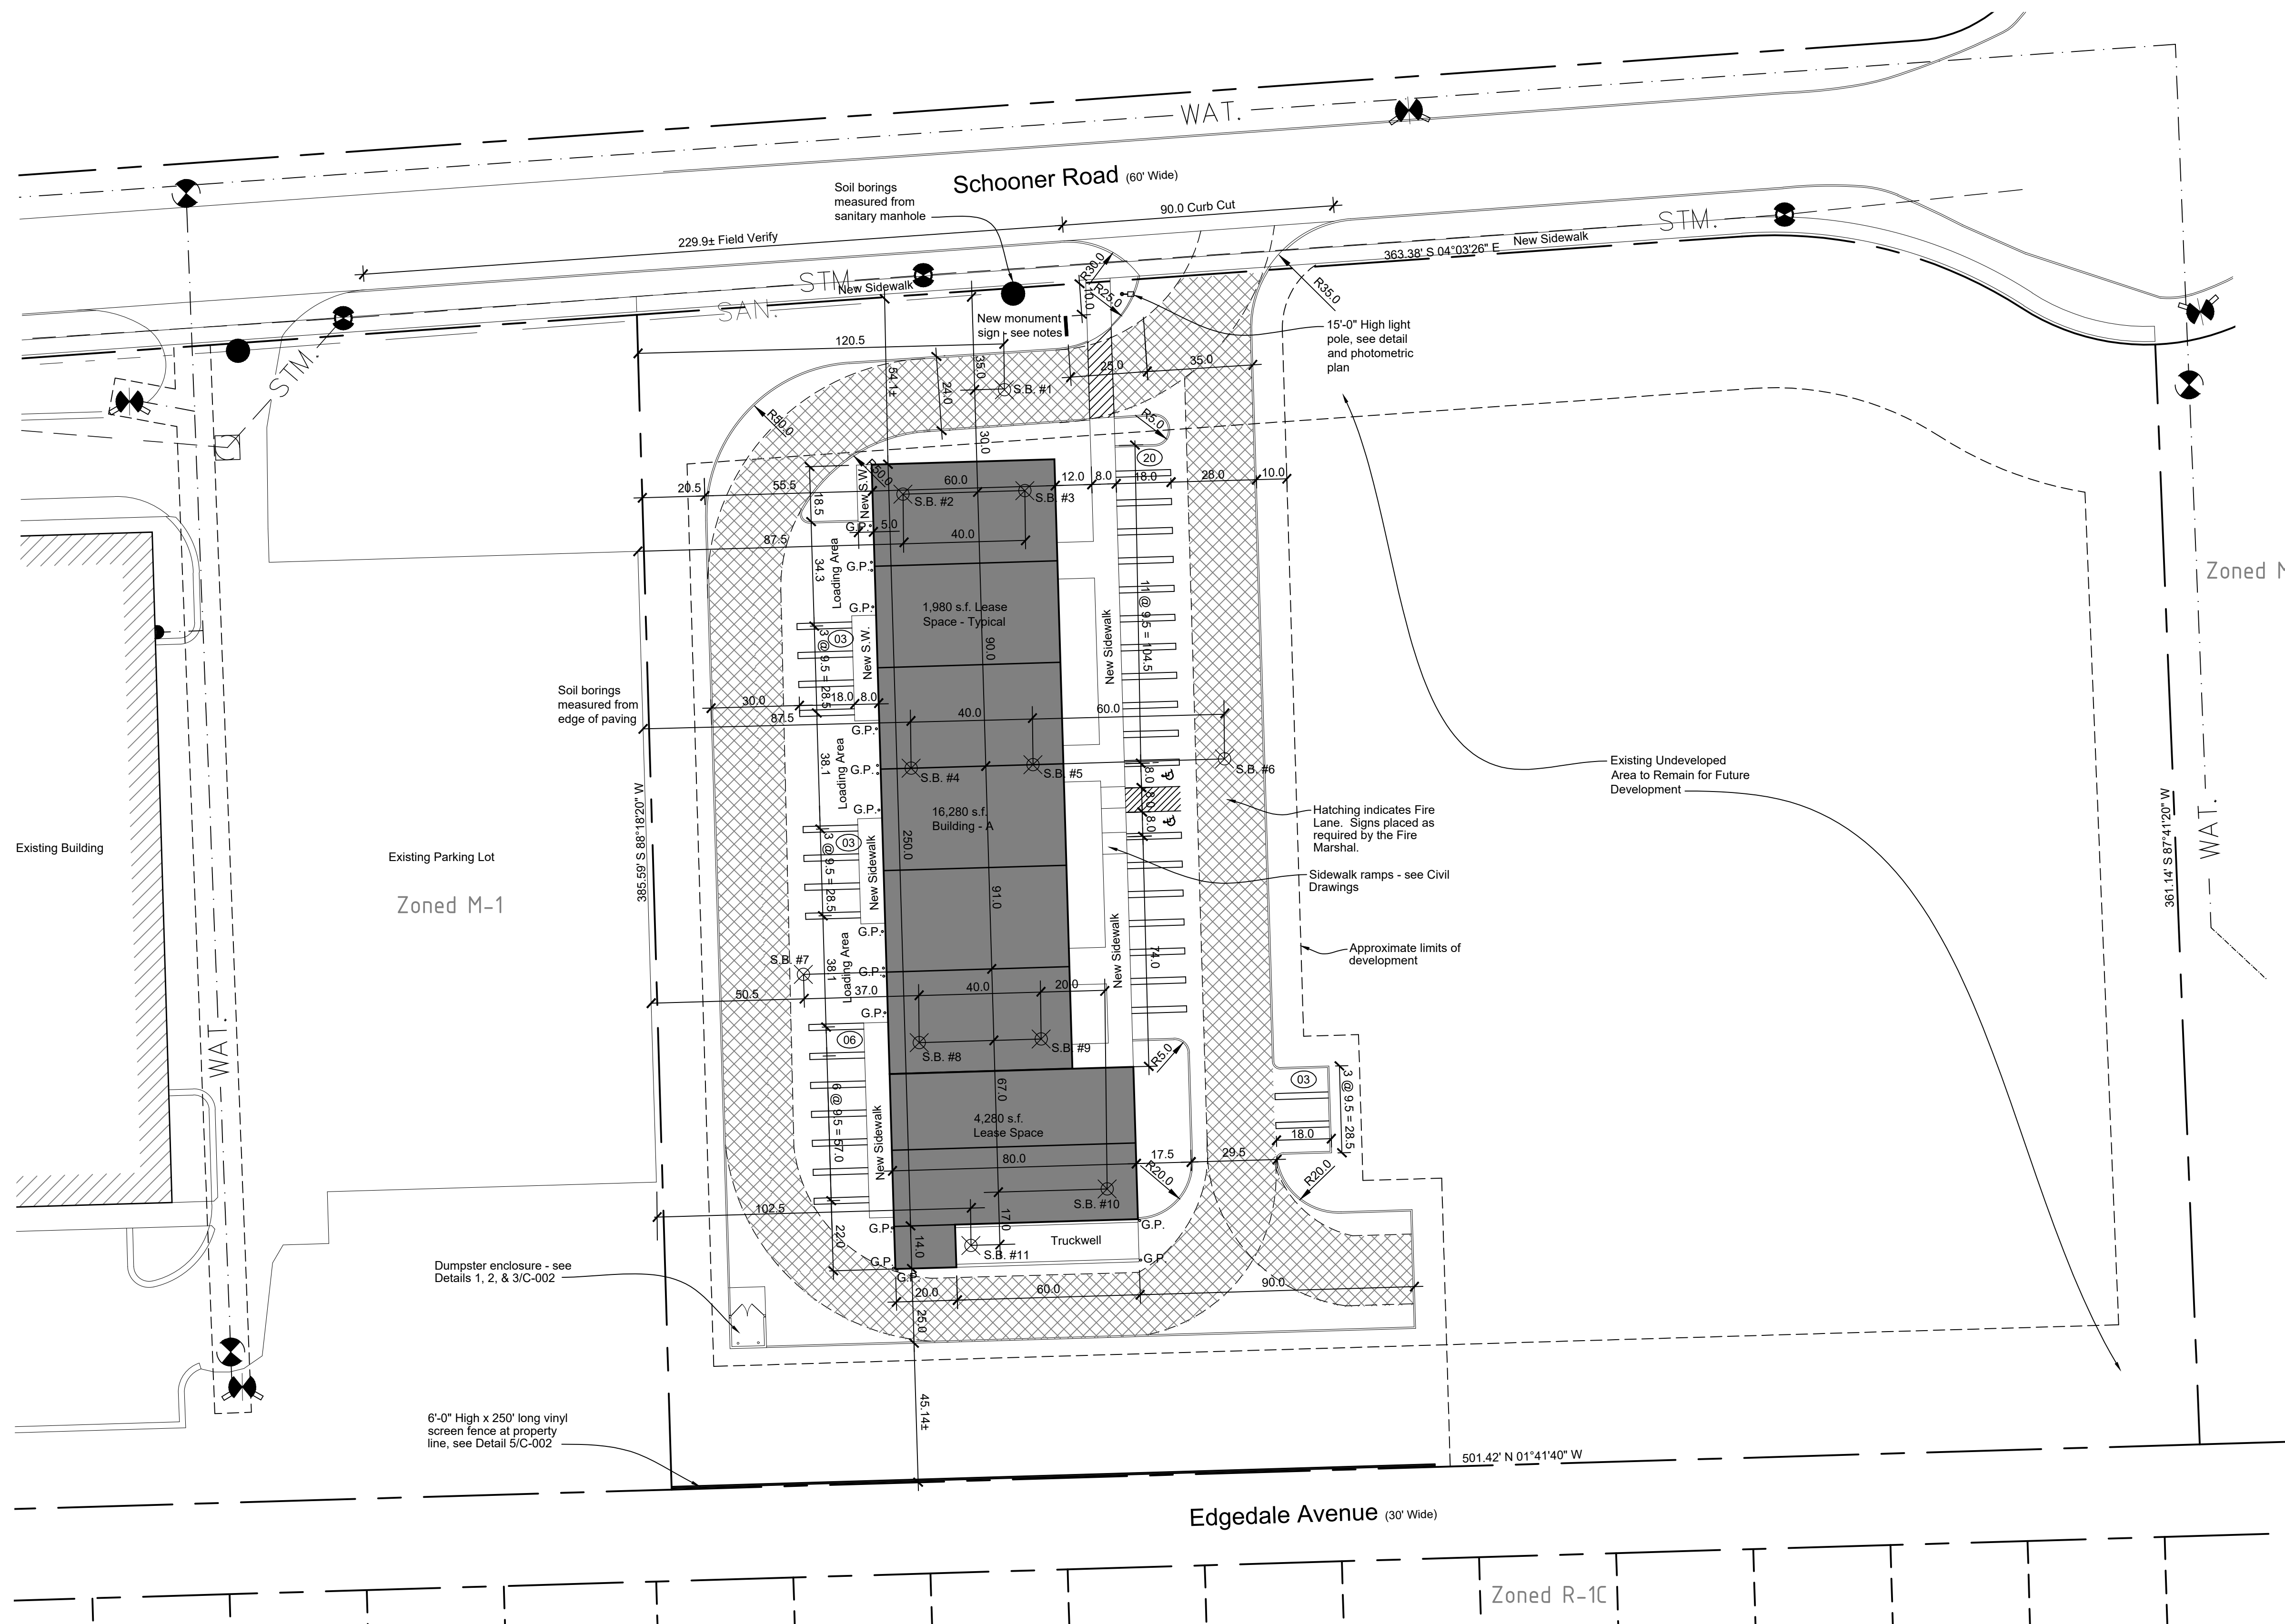 WAT.
Schooner Road (60' Wide)
Soil borings
measured from
sanitary manhole
90.0 Curb Cut
229.9± Field Verify
STM.
New Sidewalk
363.38' S 04°03'26" E
STM.
New Sidewalk
SAN.
R30.0
R25.0
10.0
R35.0
New monument
sign - see notes
15'-0" High light
pole, see detail
and photometric
plan
STM.
120.5
54.1±
35.0
24.0
25.0
35.0
S.B. #1
R50.0
R5.0
30.0
20
R50.0
20.5
55.5
60.0
12.0
8.0
18.0
28.0
10.0
18.5
New S.W.
S.B. #2
S.B. #3
G.P.
5.0
40.0
87.5
Loading Area
34.3
G.P.
Zoned M
11 @ 9.5 = 104.5
G.P.
1,980 s.f. Lease
Space - Typical
03
3 @ 9.5 = 28.5
New S.W.
90.0
New Sidewalk
Soil borings
measured from
edge of paving
30.0
18.0
8.0
87.5
40.0
60.0
G.P.
38.1
Loading Area
G.P.
S.B. #4
S.B. #5
S.B. #6
8.0
8.0
8.0
Existing Undeveloped
Area to Remain for Future
Development
G.P.
16,280 s.f.
Building - A
Hatching indicates Fire
Lane. Signs placed as
required by the Fire
Marshal.
385.59' S 88°18'20" W
361.14' S 87°41'20" W
WAT.
03
3 @ 9.5 = 28.5
250.0
Existing Building
Existing Parking Lot
New Sidewalk
91.0
Sidewalk ramps - see Civil
Drawings
Zoned M-1
G.P.
New Sidewalk
74.0
Approximate limits of
development
S.B. #7
38.1
Loading Area
G.P.
50.5
37.0
40.0
20.0
G.P.
WAT.
06
S.B. #8
S.B. #9
R5.0
03
3 @ 9.5 = 28.5
67.0
6 @ 9.5 = 57.0
New Sidewalk
4,280 s.f.
Lease Space
18.0
80.0
17.5
29.5
R20.0
R20.0
102.5
S.B. #10
17.0
22.0
G.P.
14.0
G.P.
Truckwell
S.B. #11
G.P.
G.P.
G.P.
Dumpster enclosure - see
Details 1, 2, & 3/C-002
20.0
60.0
90.0
25.0
45.14±
6'-0" High x 250' long vinyl
screen fence at property
line, see Detail 5/C-002
501.42' N 01°41'40" W
Edgedale Avenue (30' Wide)
Zoned R-1C